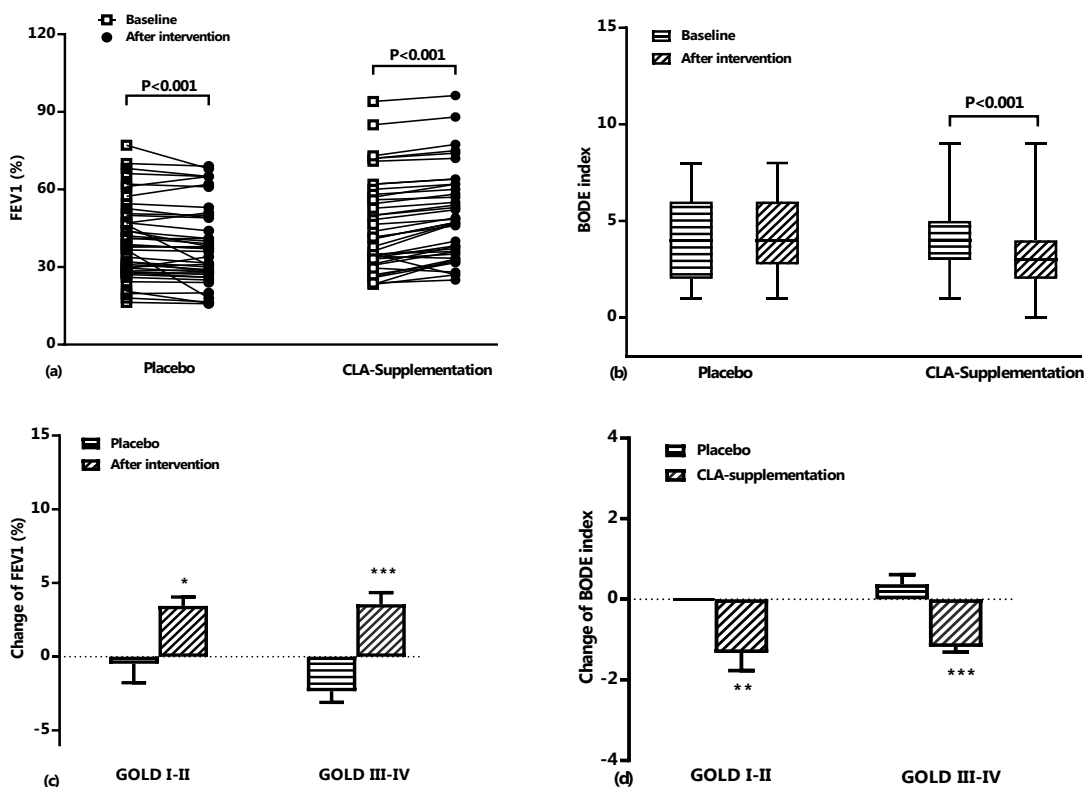 Baseline
After intervention
P<0.001
P<0.001
FEV1 (%)
120
90
60
30
0
Placebo
CLA-Supplementation
(a)
Baseline
After intervention
P<0.001
BODE index
15
10
5
0
Placebo
CLA-Supplementation
(b)
Placebo
After intervention
Change of FEV1 (%)
15
10
5
0
-5
*
***
GOLD I-II
GOLD III-IV
(c)
Placebo
CLA-supplementation
Change of BODE index
4
2
0
-2
-4
**
***
GOLD I-II
GOLD III-IV
(d)